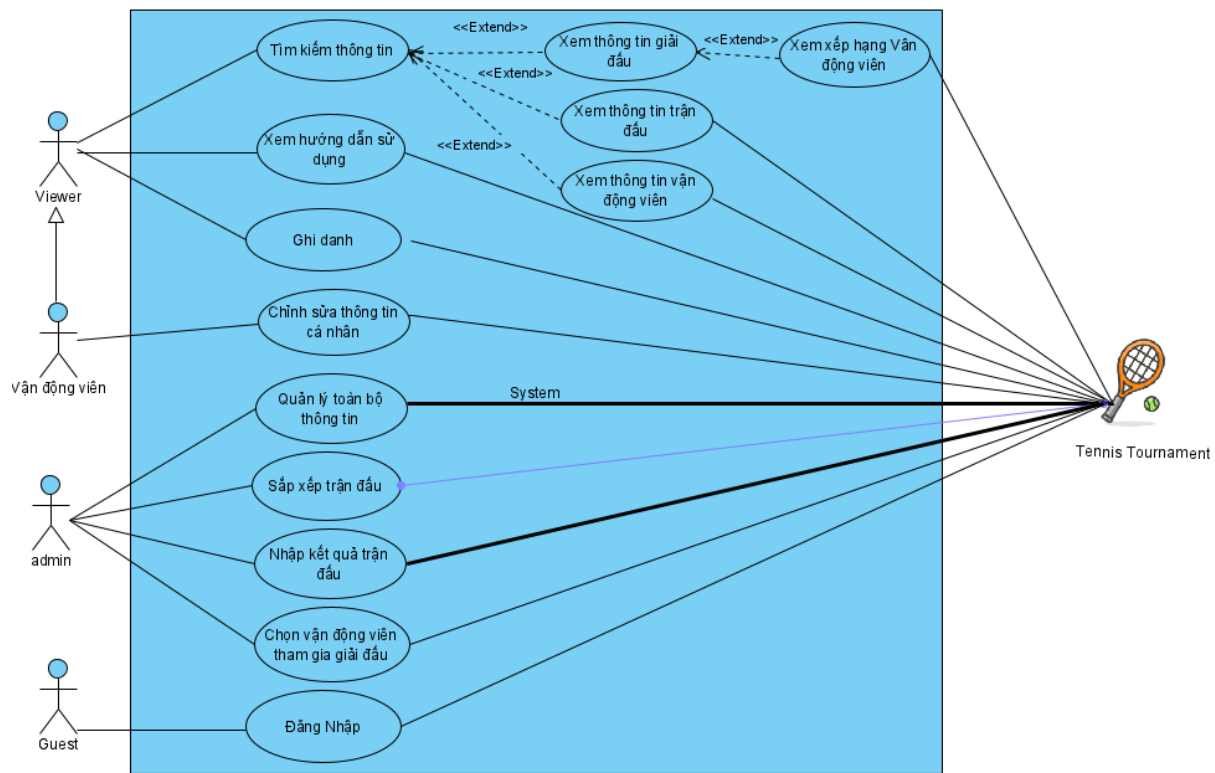 <<Extend>>
<<Extend>>
Tìm kiếm thông tin
Xem thông tin giải
đấu
Xem xếp hạng Vân
động viên
<<Extend>>
Xem thông tin trận
đấu
Xem hướng dẫn sử
dụng
<<Extend>>
Xem thông tin vận
động viên
Viewer
Ghi danh
Chỉnh sửa thông tin
cá nhân
Vận động viên
Quản lý toàn bộ
thông tin
System
Tennis Tournament
Sắp xếp trận đấu
admin
Nhập kết quả trận
đấu
Chọn vận động viên
tham gia giải đấu
Đăng Nhập
Guest